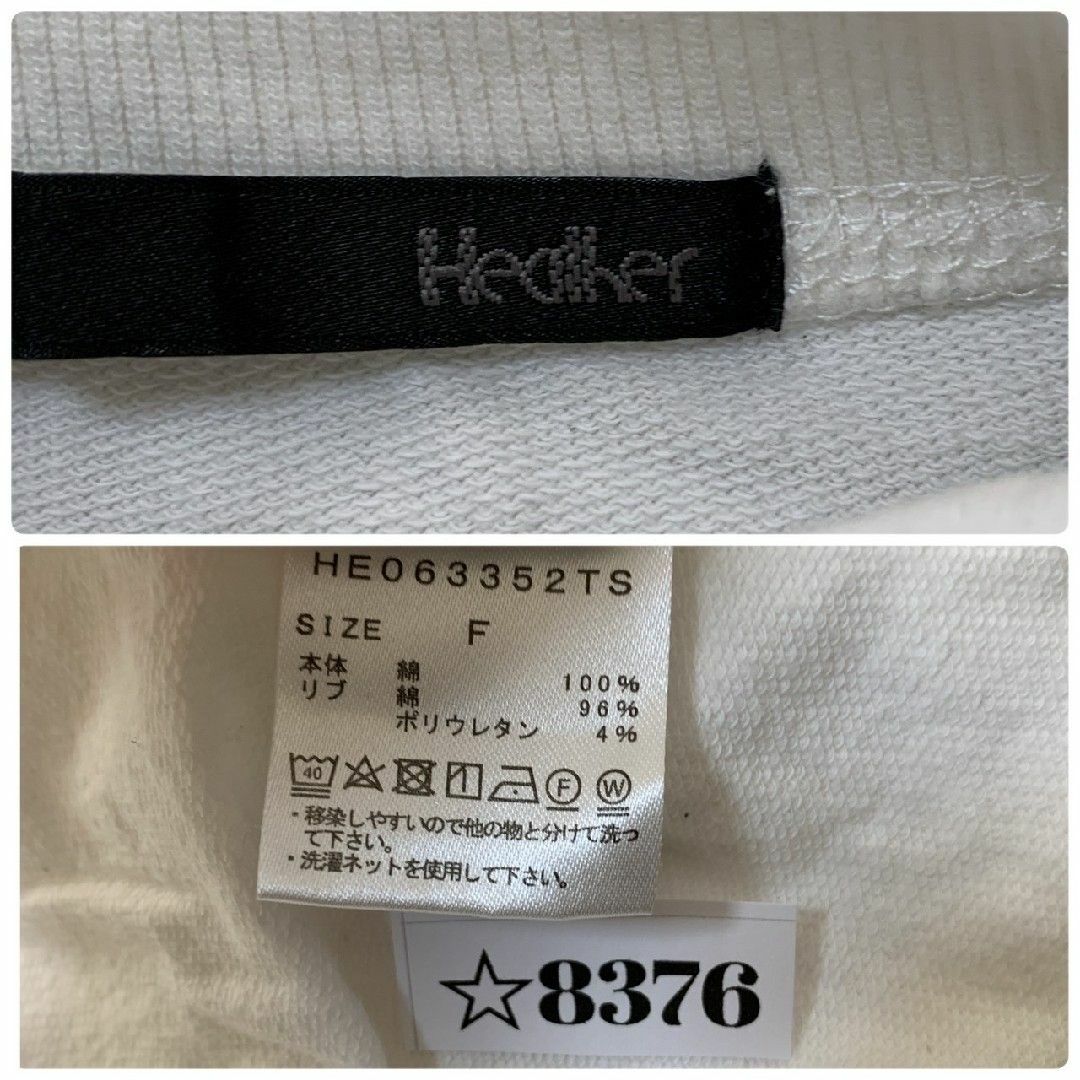 Heather
HE063352TS
SIZE F
本体 綿 100%
リブ 綿 96%
ポリウレタン 4%
40 F W
・移染しやすいので他の物と分けて洗っ
て下さい。
・洗濯ネットを使用して下さい。
☆8376